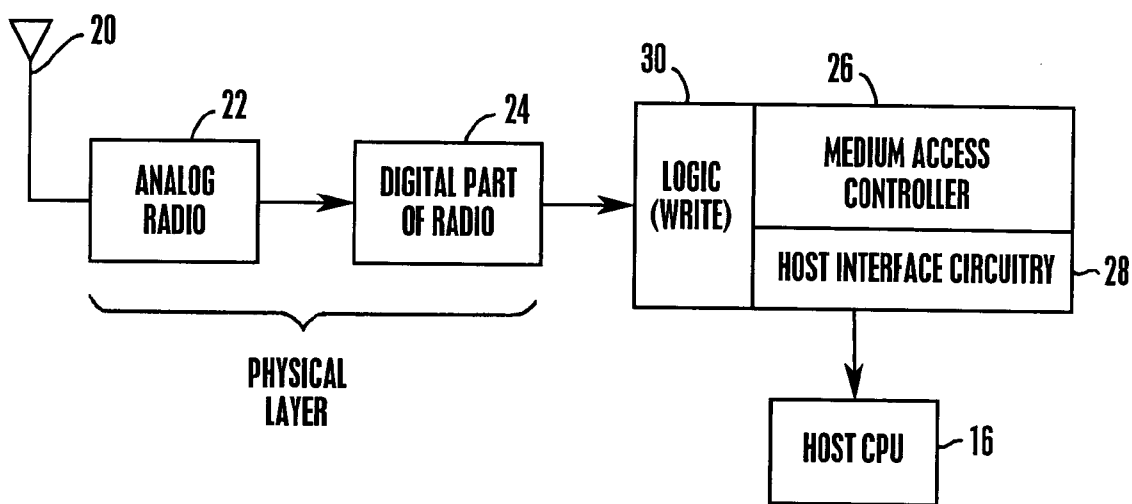 20
22
ANALOG
RADIO
24
DIGITAL PART
OF RADIO
PHYSICAL
LAYER
30
LOGIC
(WRITE)
26
MEDIUM ACCESS
CONTROLLER
HOST INTERFACE CIRCUITRY
28
HOST CPU
16